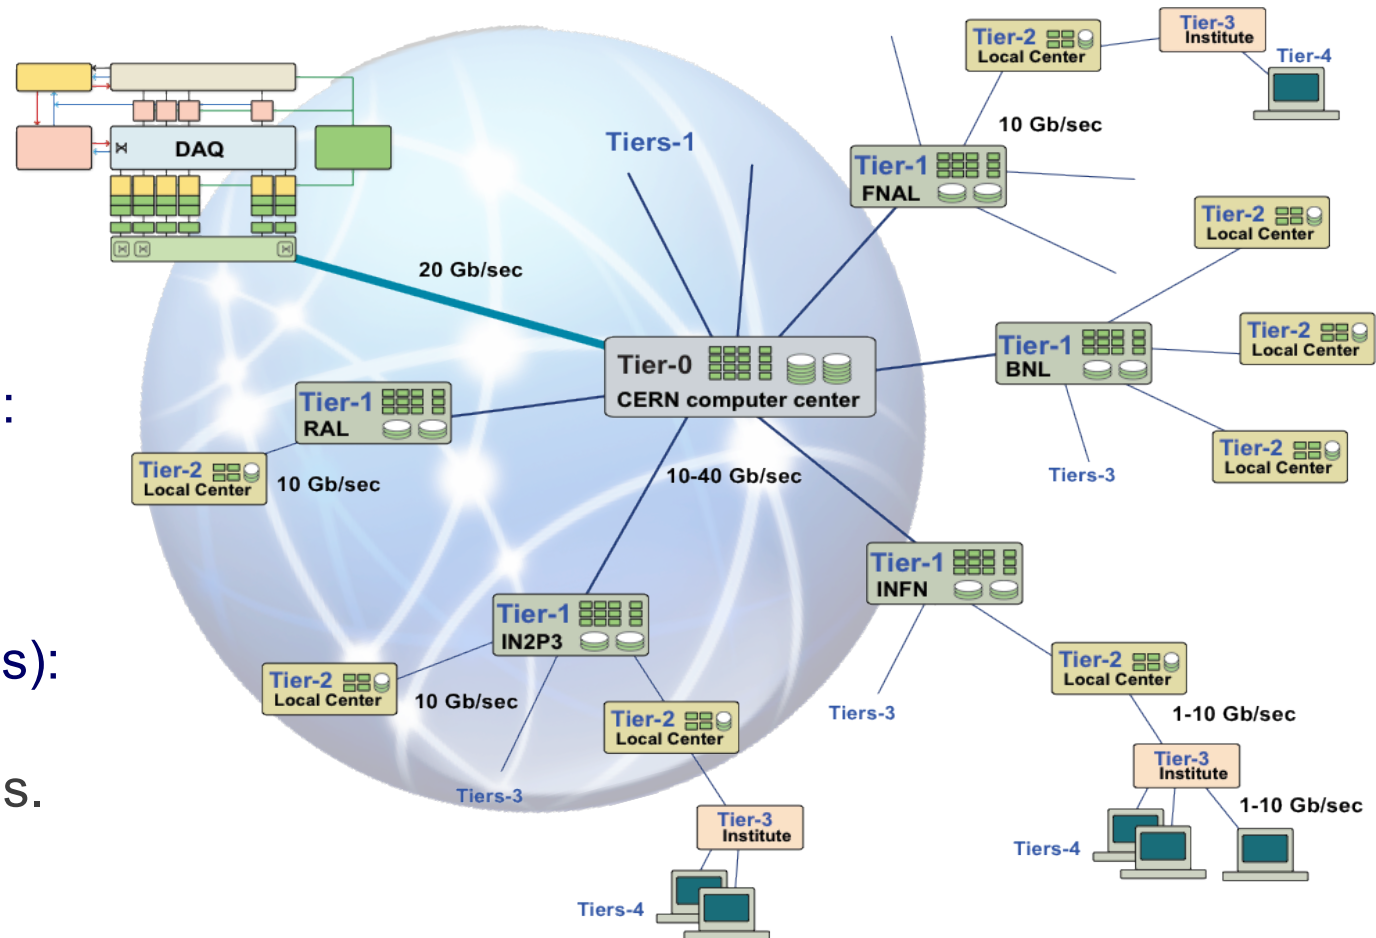 Tier-2
Local Center
Tier-3
Institute
Tier-4
10 Gb/sec
Tiers-1
DAQ
Tier-1
FNAL
Tier-2
Local Center
20 Gb/sec
Tier-0
CERN computer center
Tier-1
BNL
Tier-2
Local Center
:
Tier-1
RAL
Tier-2
Local Center
10 Gb/sec
10-40 Gb/sec
Tiers-3
Tier-2
Local Center
Tier-1
INFN
Tier-1
IN2P3
s):
Tier-2
Local Center
10 Gb/sec
Tier-2
Local Center
Tiers-3
Tier-2
Local Center
1-10 Gb/sec
s.
Tiers-3
Tier-3
Institute
1-10 Gb/sec
Tier-3
Institute
Tiers-4
Tiers-4